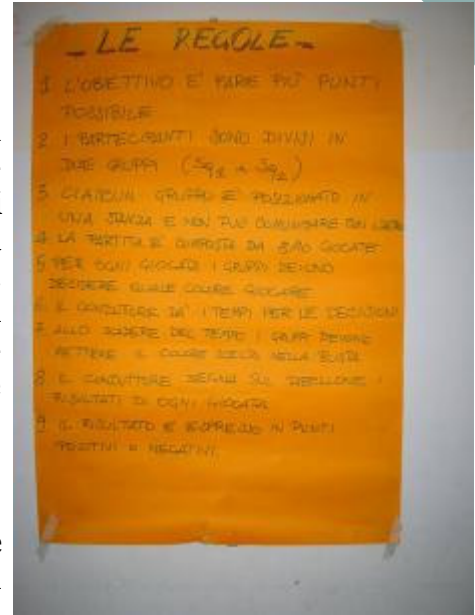 - LE REGOLE -
1 L'OBIETTIVO E' FARE PIU' PUNTI
POSSIBILE
2 I PARTECIPANTI SONO DIVISI IN
DUE GRUPPI (Sq1 Sq2)
3 CIASCUN GRUPPO E' POSIZIONATO IN
UNA STANZA E NON PUO' COMUNICARE CON
4 LA PARTITA E' COMPOSTA DA GIOCATE
5 PER OGNI GIOCATA I GRUPPI DEVONO
DECIDERE QUALE COLORE GIOCARE
6 IL CONDUTTORE DA' I TEMPI PER LE DECISIONI
7 ALLO SCADERE DEL TEMPO I GRUPPI DEVONO
METTERE IL COLORE SCELTO NELLA BUSTA
8 IL CONDUTTORE SEGNA SUL TABELLONE I
RISULTATI DI OGNI GIOCATA
9 IL RISULTATO E' ESPRESSO IN PUNTI
POSITIVI O NEGATIVI